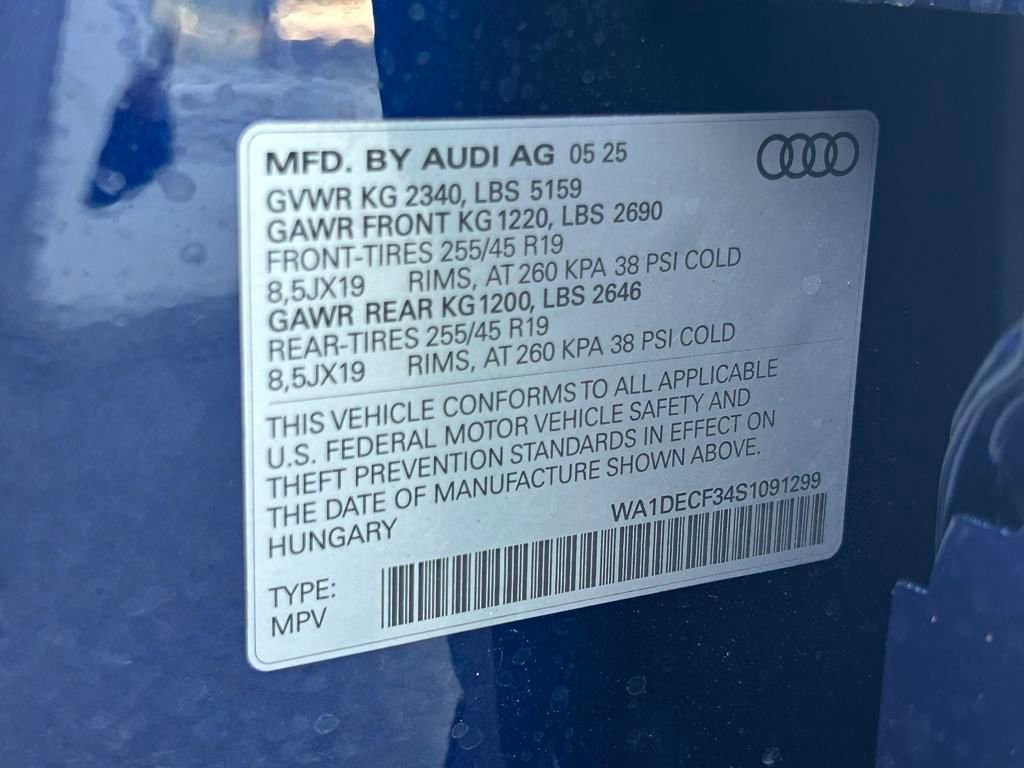 MFD. BY AUDI AG 05 25
GVWR KG 2340, LBS 5159
GAWR FRONT KG 1220, LBS 2690
FRONT-TIRES 255/45 R19
8,5JX19 RIMS, AT 260 KPA 38 PSI COLD
GAWR REAR KG 1200, LBS 2646
REAR-TIRES 255/45 R19
8,5JX19 RIMS, AT 260 KPA 38 PSI COLD
THIS VEHICLE CONFORMS TO ALL APPLICABLE
U.S. FEDERAL MOTOR VEHICLE SAFETY AND
THEFT PREVENTION STANDARDS IN EFFECT ON
THE DATE OF MANUFACTURE SHOWN ABOVE.
HUNGARY WA1DECF34S1091299
TYPE:
MPV